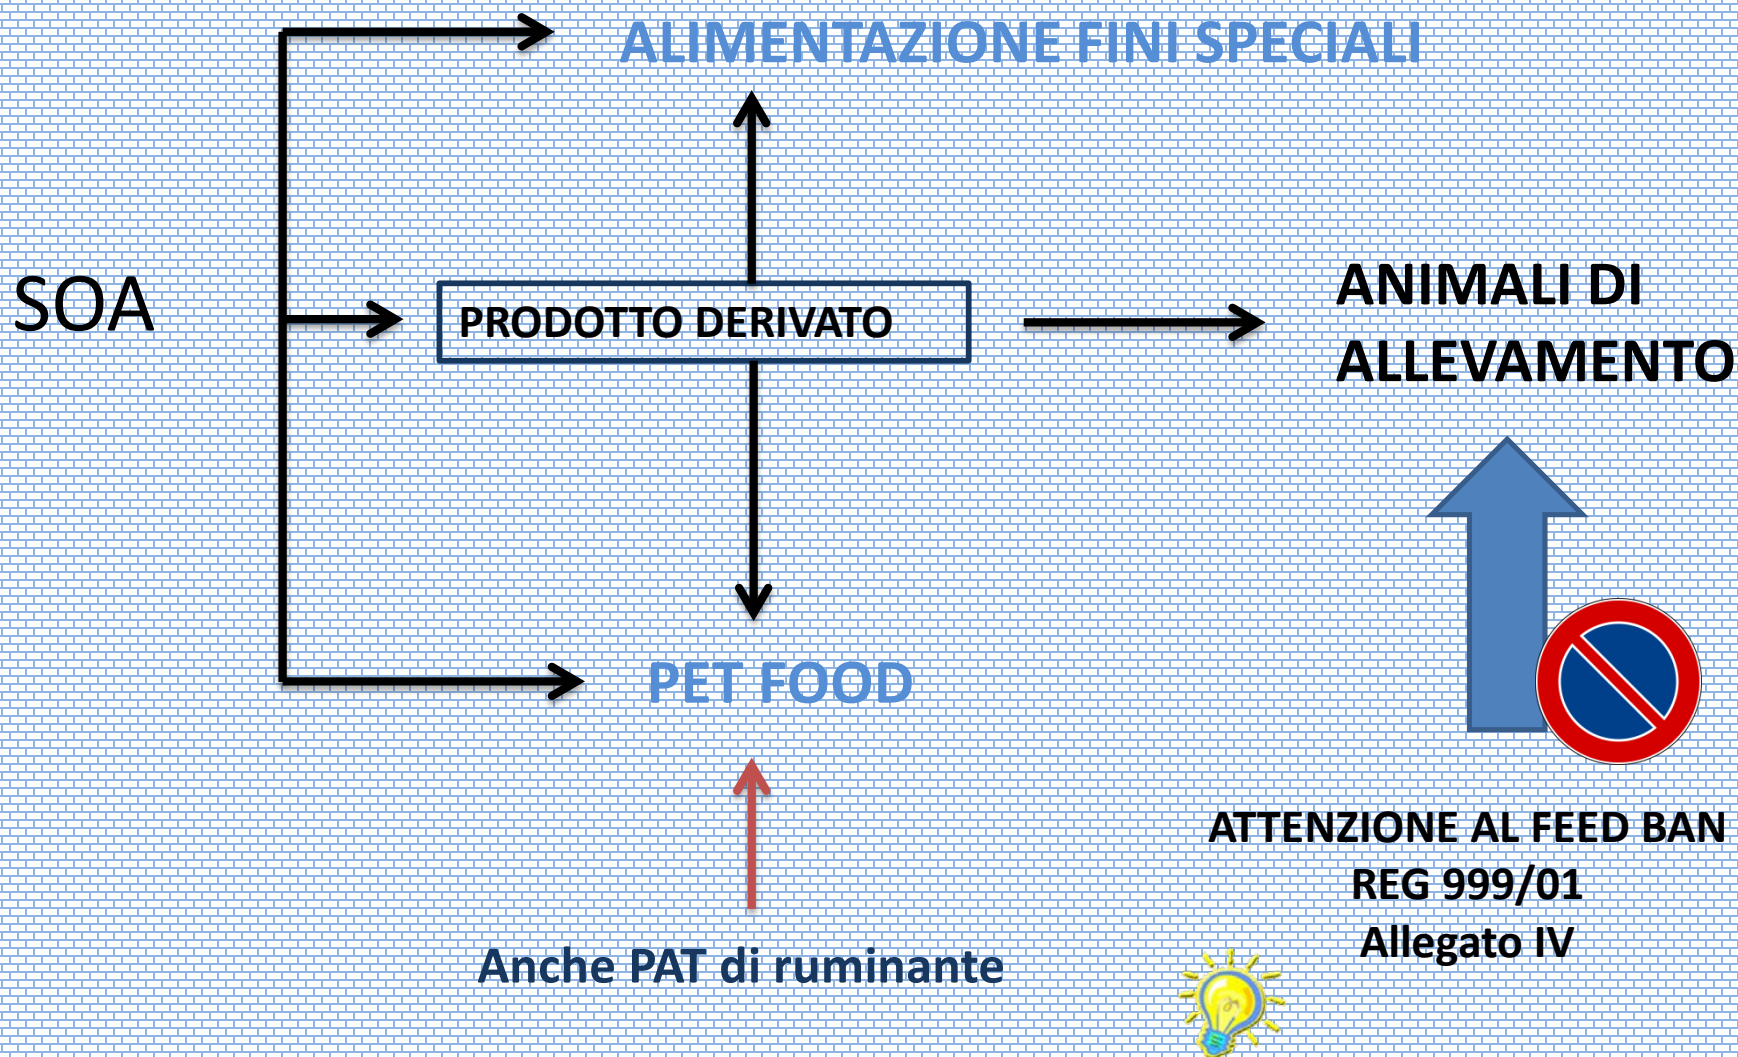 ALIMENTAZIONE FINI SPECIALI
SOA
PRODOTTO DERIVATO
ANIMALI DI
ALLEVAMENTO
PET FOOD
Anche PAT di ruminante
ATTENZIONE AL FEED BAN
REG 999/01
Allegato IV